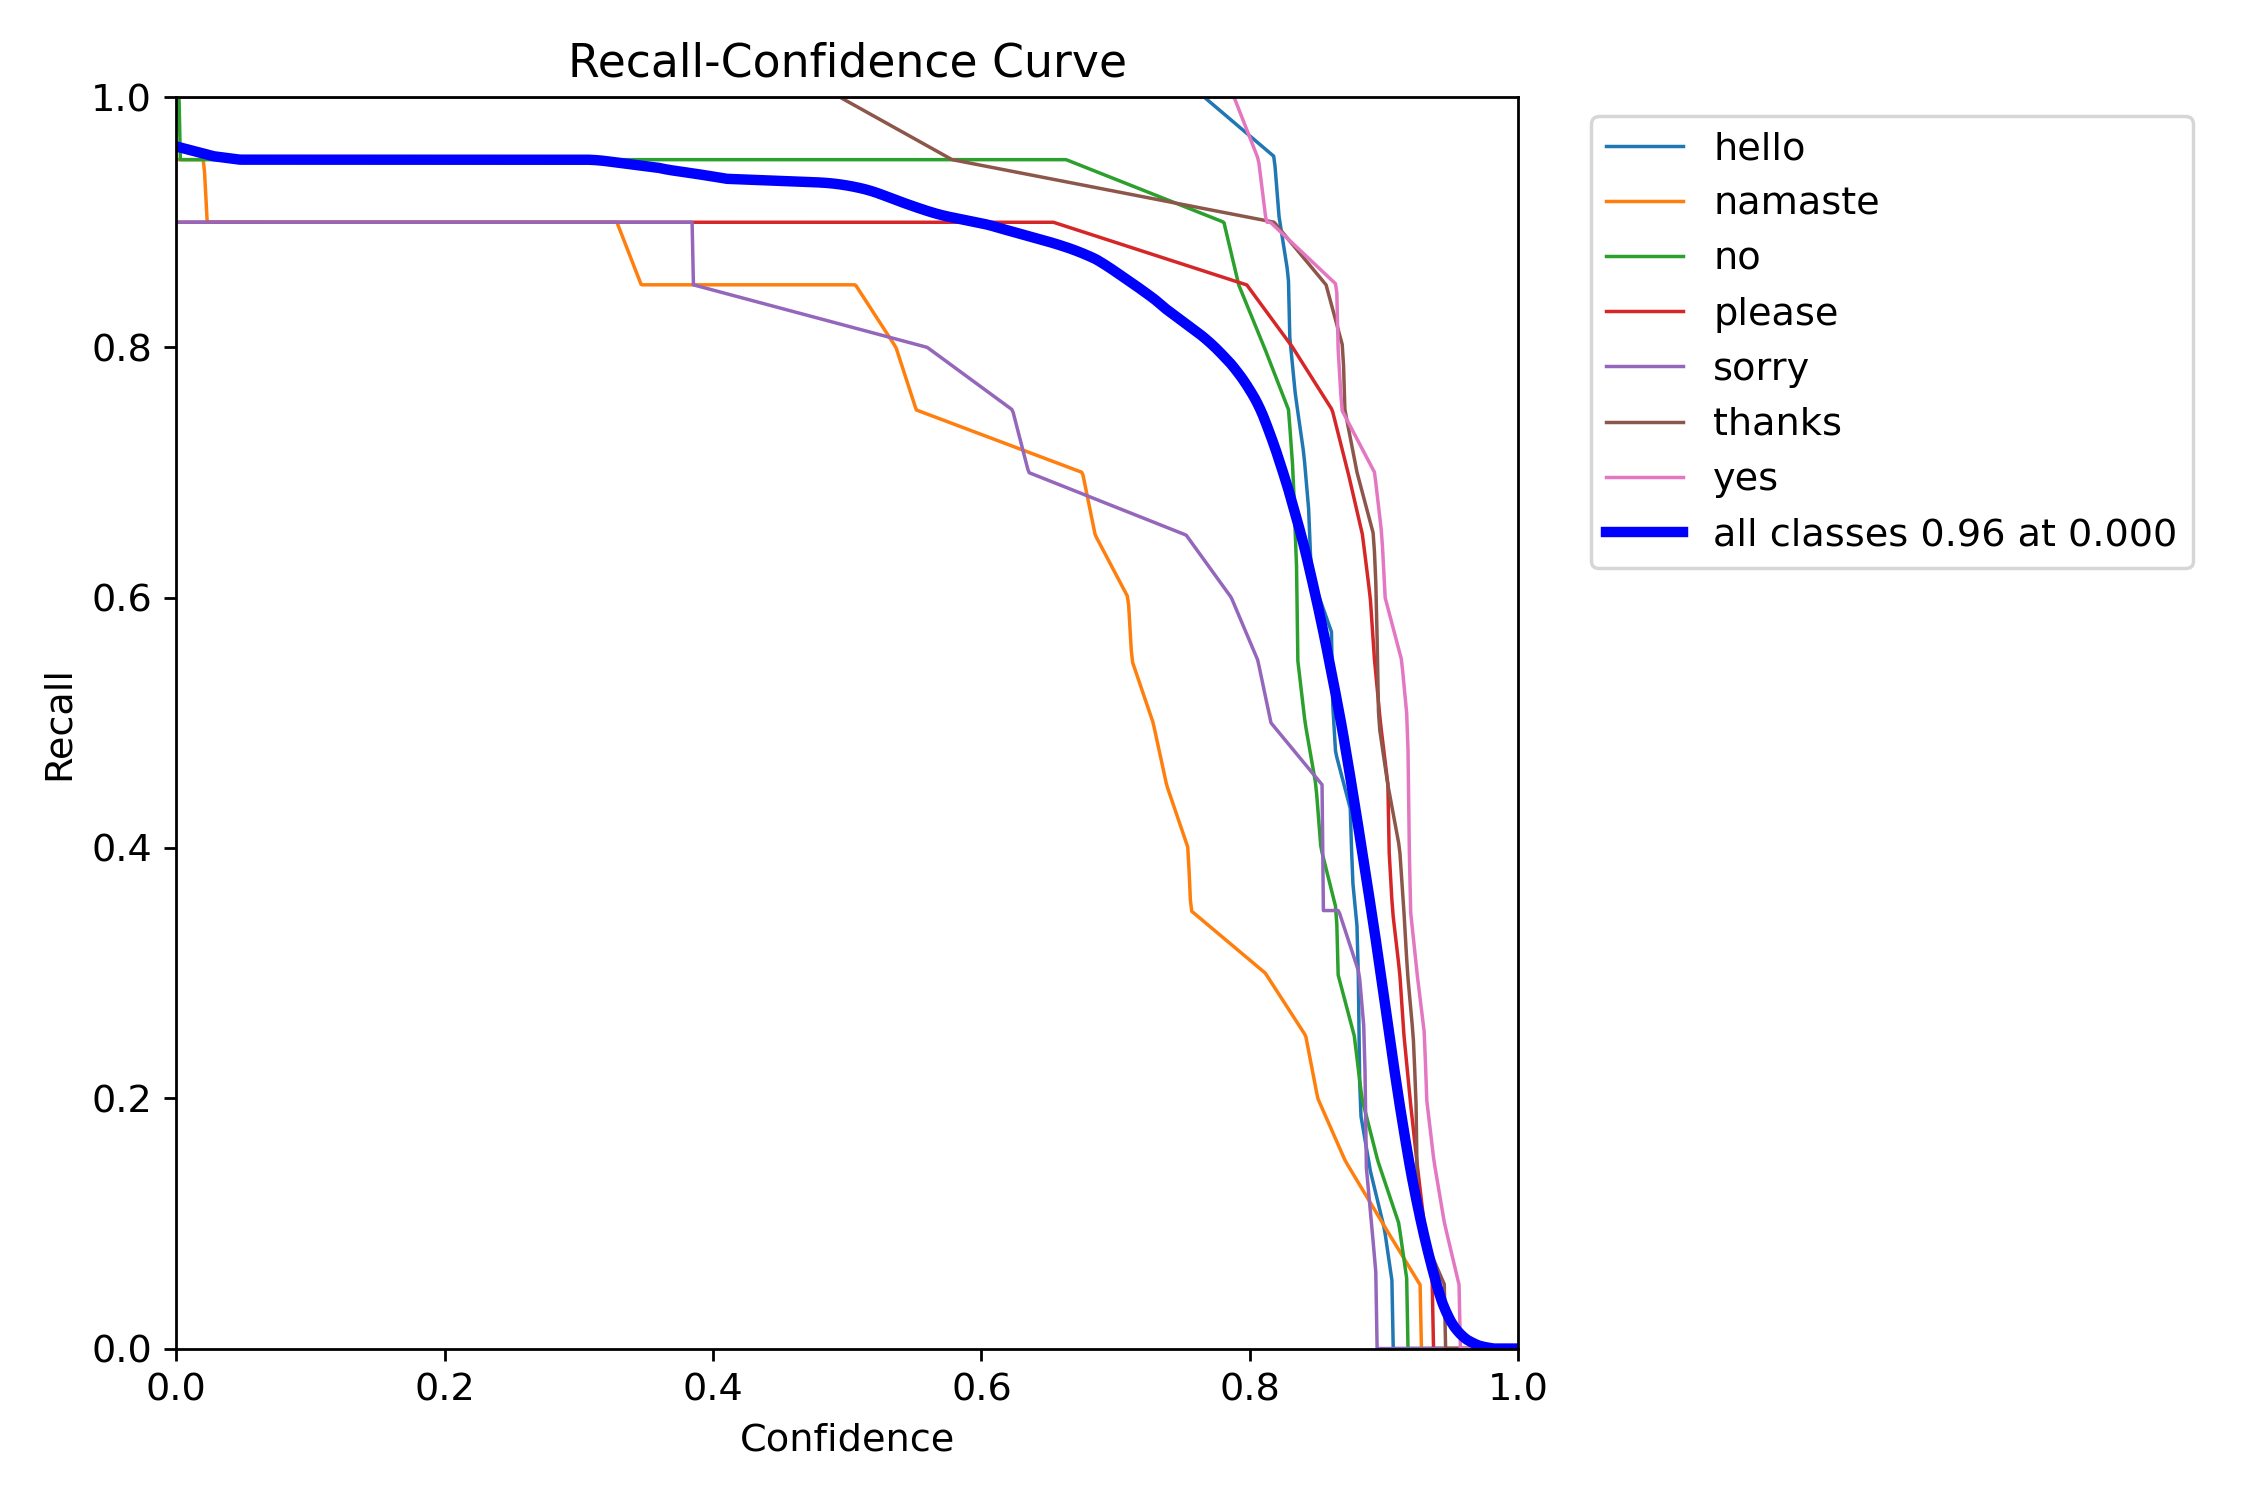 Recall-Confidence Curve
1.0
0.8
0.6
0.4
0.2
0.0
Recall
0.0 0.2 0.4 0.6 0.8 1.0
Confidence
hello
namaste
no
please
sorry
thanks
yes
all classes 0.96 at 0.000